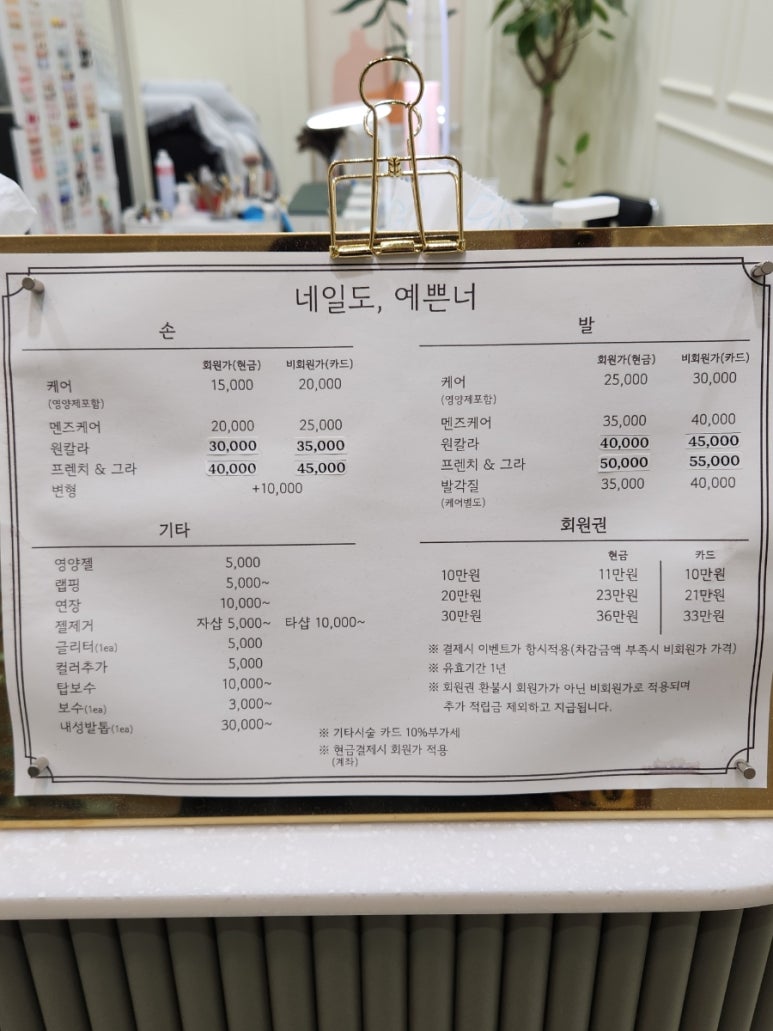 네일도, 예쁜너
손
회원가(현금) 비회원가(카드)
케어 15,000 20,000
(영양제포함)
멘즈케어 20,000 25,000
원칼라 30,000 35,000
프렌치 & 그라 40,000 45,000
변형 +10,000
발
회원가(현금) 비회원가(카드)
케어 25,000 30,000
(영양제포함)
멘즈케어 35,000 40,000
원칼라 40,000 45,000
프렌치 & 그라 50,000 55,000
발각질 35,000 40,000
(케어별도)
기타
영양젤 5,000
랩핑 5,000~
연장 10,000~
젤제거 자샵 5,000~ 타샵 10,000~
글리터(1ea) 5,000
컬러추가 5,000
탑보수 10,000~
보수(1ea) 3,000~
내성발톱(1ea) 30,000~
회원권
현금 카드
10만원 11만원 10만원
20만원 23만원 21만원
30만원 36만원 33만원
※ 결제시 이벤트가 항시적용(차감금액 부족시 비회원가 가격)
※ 유효기간 1년
※ 회원권 환불시 회원가가 아닌 비회원가로 적용되며
추가 적립금 제외하고 지급됩니다.
※ 기타시술 카드 10%부가세
※ 현금결제시 회원가 적용
(계좌)